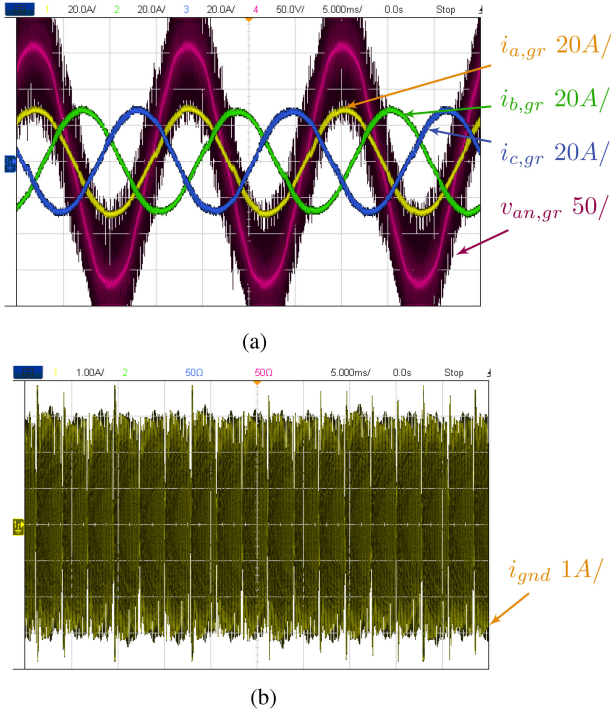 1 20.0A/ 2 20.0A/ 3 20.0A/ 4 50.0V/ 5.000ms/ 0.0s Stop
i_{a,gr} 20A/
i_{b,gr} 20A/
i_{c,gr} 20A/
v_{an,gr} 50/
(a)
1 1.00A/ 2 50Ω 50Ω 5.000ms/ 0.0s Stop
i_{gnd} 1A/
(b)